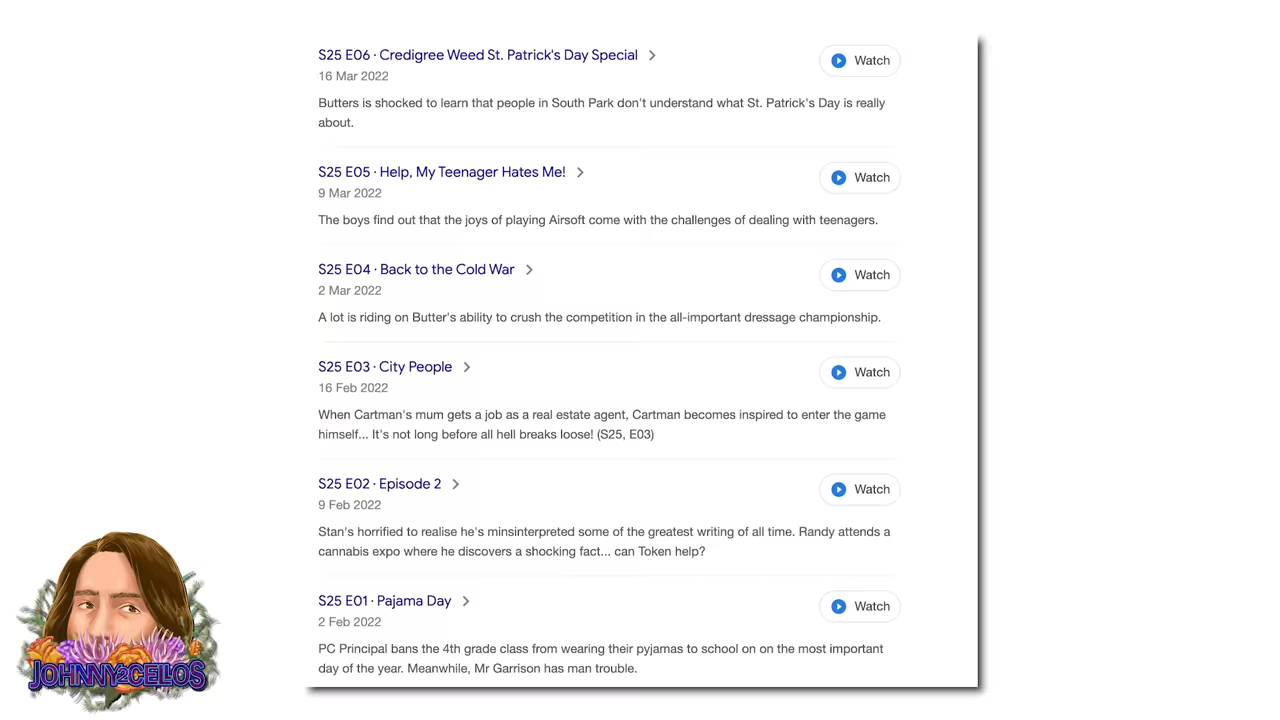 S25 E06 · Credigree Weed St. Patrick's Day Special
Watch
16 Mar 2022
Butters is shocked to learn that people in South Park don't understand what St. Patrick's Day is really
about.
S25 E05 · Help, My Teenager Hates Me!
Watch
9 Mar 2022
The boys find out that the joys of playing Airsoft come with the challenges of dealing with teenagers.
S25 E04 · Back to the Cold War
Watch
2 Mar 2022
A lot is riding on Butter's ability to crush the competition in the all-important dressage championship.
S25 E03 · City People
Watch
16 Feb 2022
When Cartman's mum gets a job as a real estate agent, Cartman becomes inspired to enter the game
himself... It's not long before all hell breaks loose! (S25, E03)
S25 E02 · Episode 2
Watch
9 Feb 2022
Stan's horrified to realise he's minsinterpreted some of the greatest writing of all time. Randy attends a
cannabis expo where he discovers a shocking fact... can Token help?
S25 E01 · Pajama Day
Watch
2 Feb 2022
PC Principal bans the 4th grade class from wearing their pyjamas to school on on the most important
day of the year. Meanwhile, Mr Garrison has man trouble.
JOHNNY2CELLOS